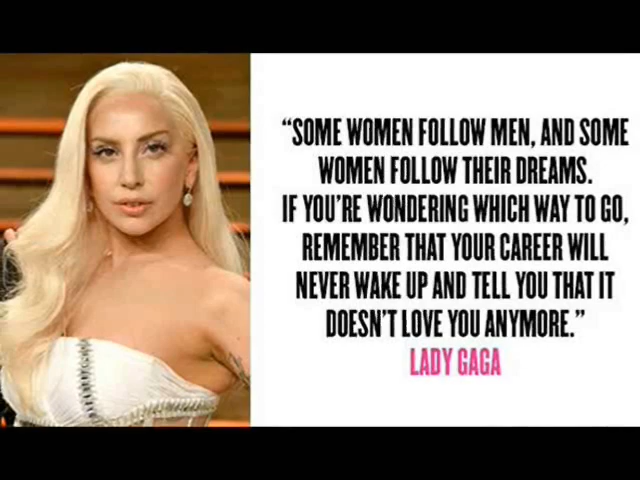 “SOME WOMEN FOLLOW MEN, AND SOME
WOMEN FOLLOW THEIR DREAMS.
IF YOU’RE WONDERING WHICH WAY TO GO,
REMEMBER THAT YOUR CAREER WILL
NEVER WAKE UP AND TELL YOU THAT IT
DOESN’T LOVE YOU ANYMORE.”
LADY GAGA